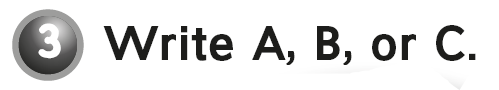 3 Write A, B, or C.